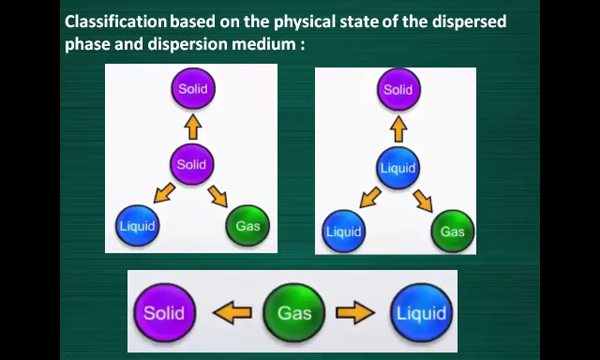 Classification based on the physical state of the dispersed
phase and dispersion medium :
Solid
Solid
Liquid
Gas
Solid
Liquid
Liquid
Gas
Solid
Gas
Liquid